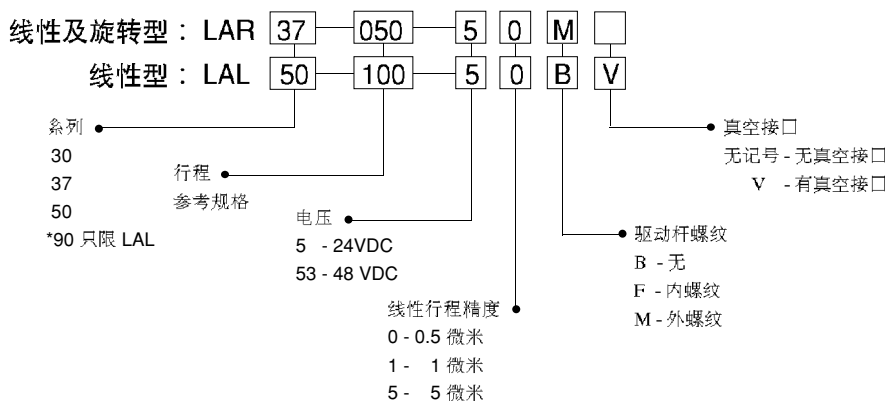 线性及旋转型：LAR 37 050 5 0 M
线性型：LAL 50 100 5 0 B V
系列
30
37
50
*90 只限 LAL
行程
参考规格
电压
5 - 24VDC
53 - 48 VDC
线性行程精度
0 - 0.5 微米
1 - 1 微米
5 - 5 微米
驱动杆螺纹
B - 无
F - 内螺纹
M - 外螺纹
真空接口
无记号 - 无真空接口
V - 有真空接口